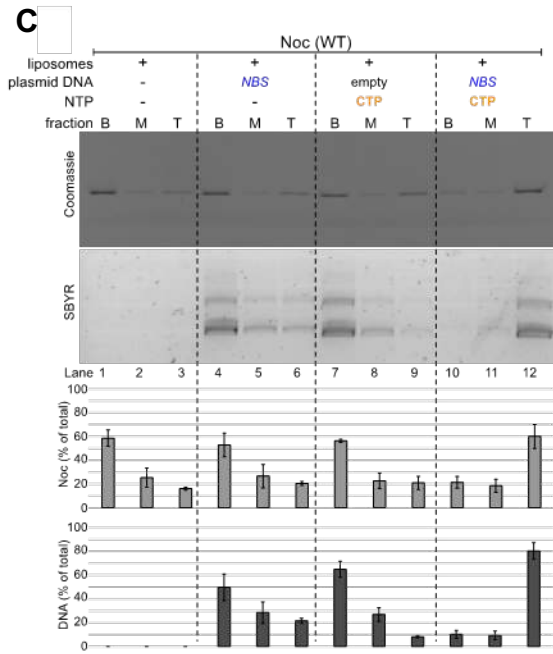 C
Noc (WT)
liposomes + + + +
plasmid DNA - NBS empty NBS
NTP - - CTP CTP
fraction B M T B M T B M T B M T
Coomassie
SBYR
Lane 1 2 3 4 5 6 7 8 9 10 11 12
Noc (% of total)
100
80
60
40
20
0
DNA (% of total)
100
80
60
40
20
0